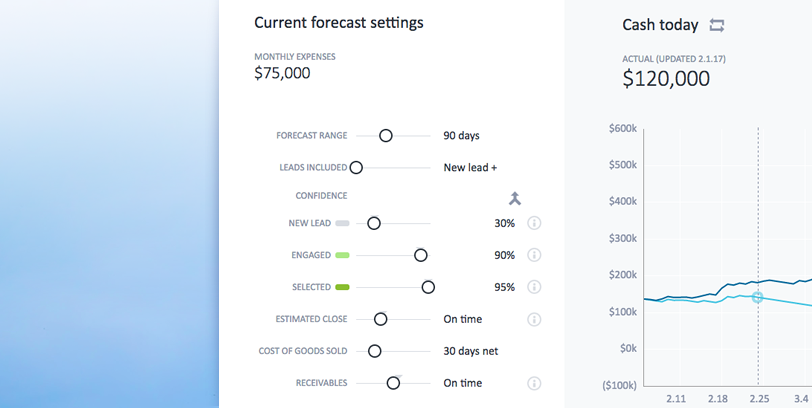 Current forecast settings
MONTHLY EXPENSES
$75,000
FORECAST RANGE 90 days
LEADS INCLUDED New lead +
CONFIDENCE
NEW LEAD 30%
ENGAGED 90%
SELECTED 95%
ESTIMATED CLOSE On time
COST OF GOODS SOLD 30 days net
RECEIVABLES On time
Cash today
ACTUAL (UPDATED 2.1.17)
$120,000
$600k
$500k
$400k
$300k
$200k
$100k
$0k
($100k)
2.11 2.18 2.25 3.4